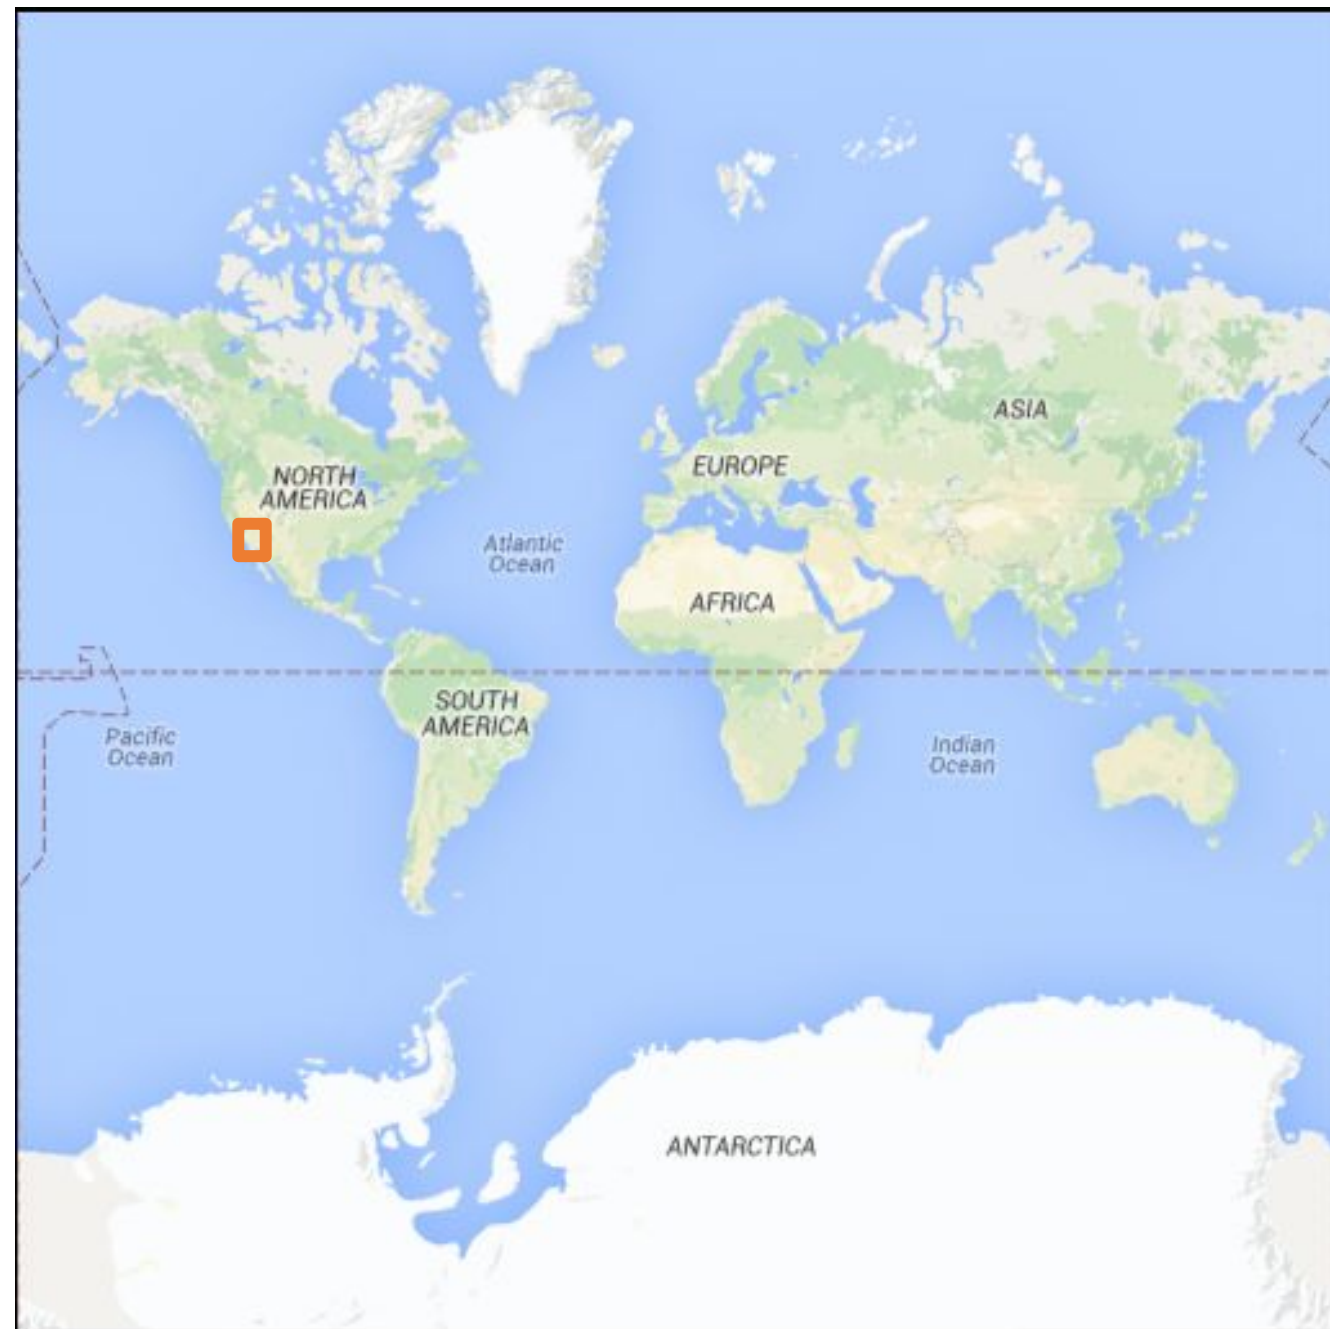 ASIA
EUROPE
NORTH
AMERICA
Atlantic
Ocean
AFRICA
SOUTH
AMERICA
Pacific
Ocean
Indian
Ocean
ANTARCTICA